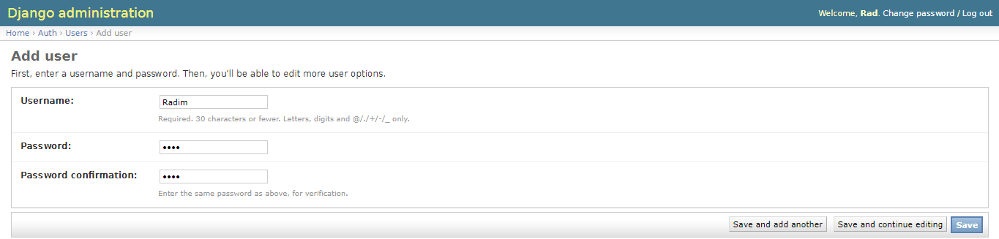 Django administration
Welcome, Rad. Change password / Log out
Home › Auth › Users › Add user
Add user
First, enter a username and password. Then, you'll be able to edit more user options.
Username:
Radim
Required. 30 characters or fewer. Letters, digits and @/./+/-/_ only.
Password:
••••
Password confirmation:
••••
Enter the same password as above, for verification.
Save and add another
Save and continue editing
Save